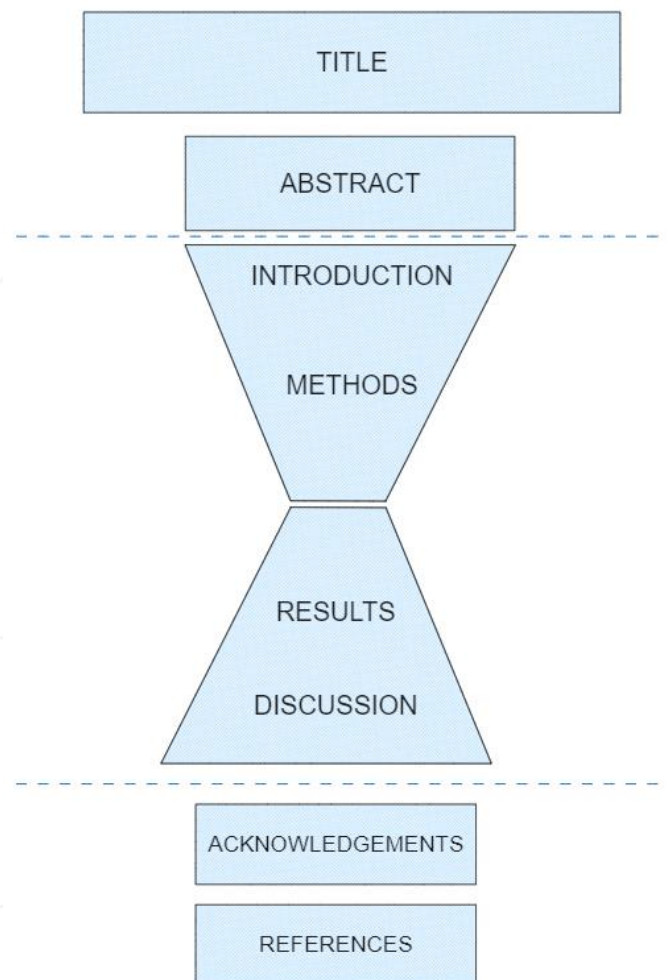 TITLE
ABSTRACT
INTRODUCTION
METHODS
RESULTS
DISCUSSION
ACKNOWLEDGEMENTS
REFERENCES